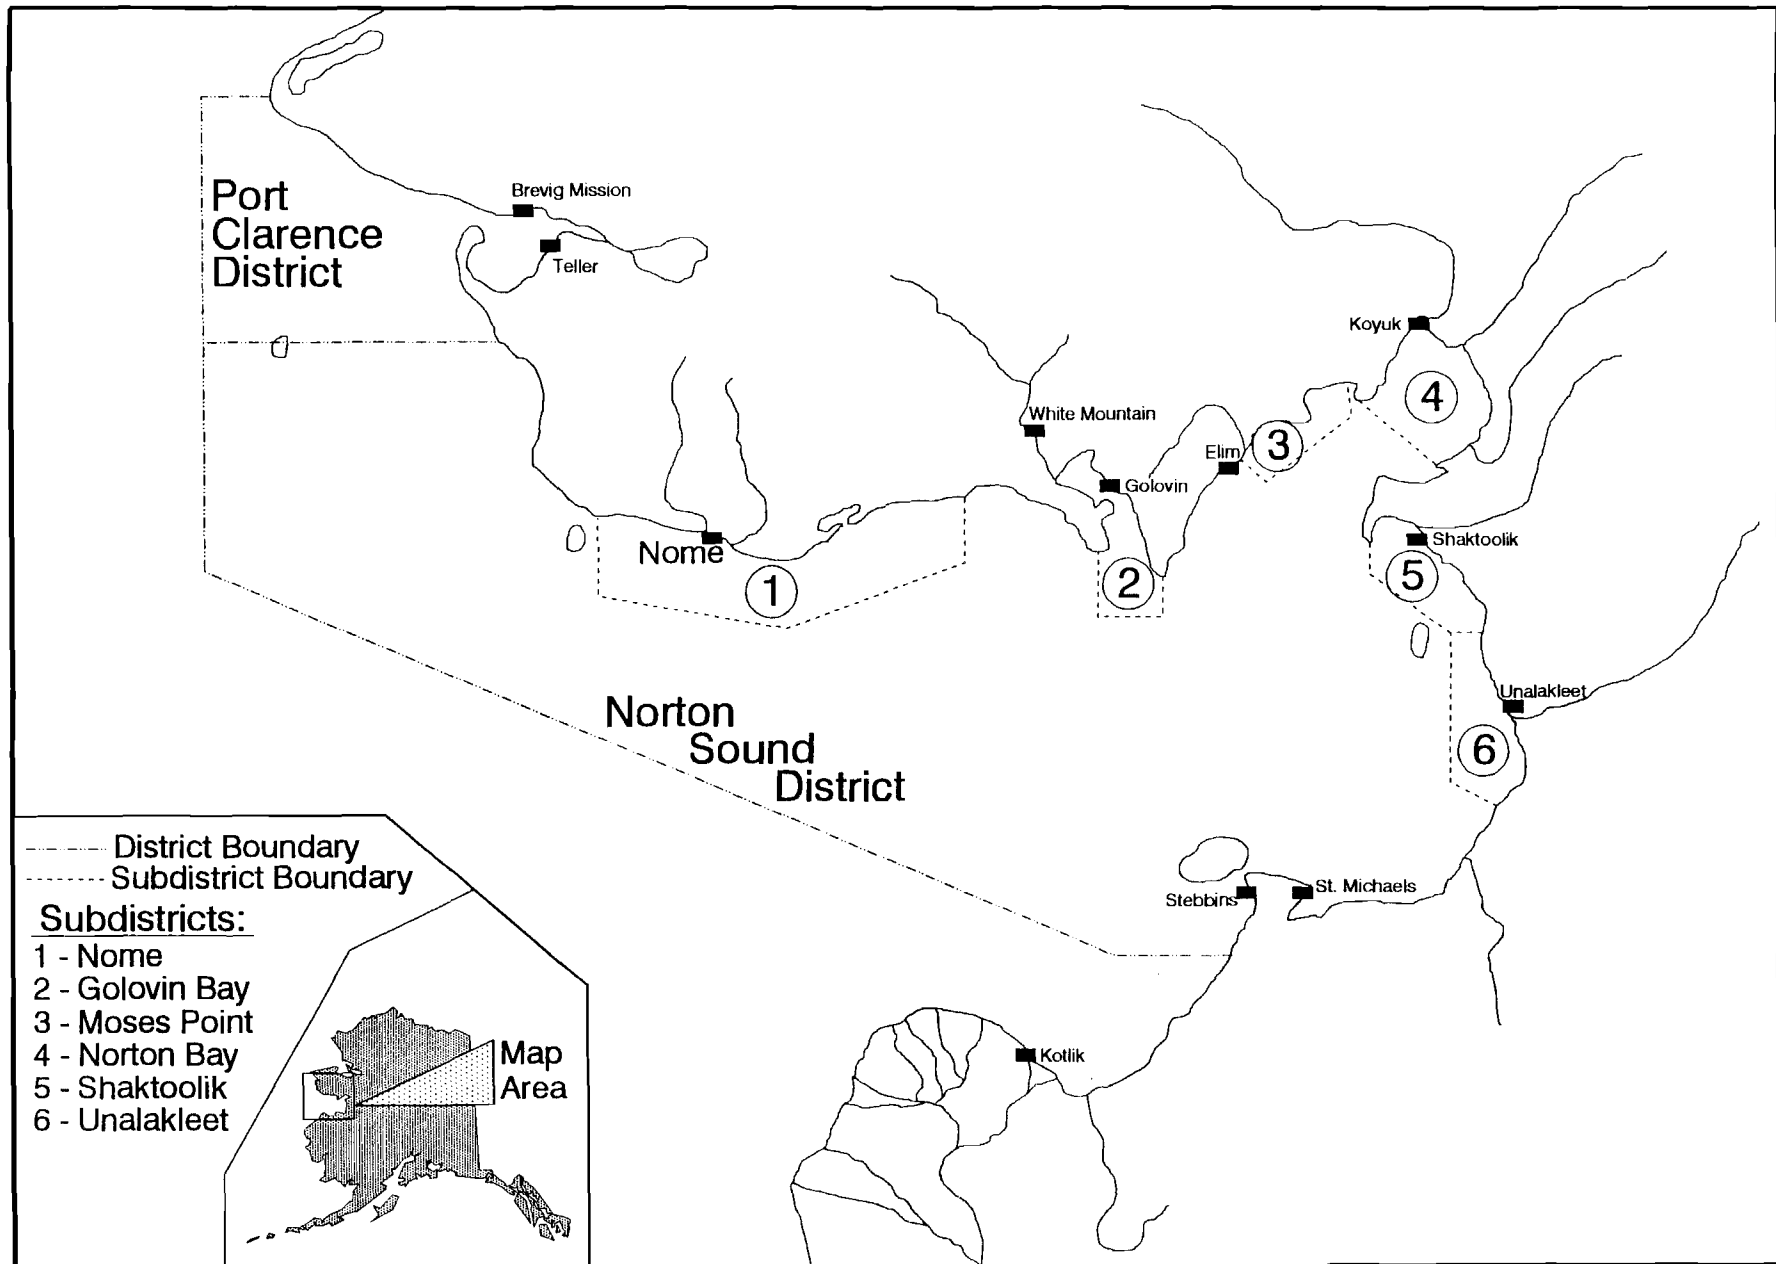 Port
Clarence
District
Brevig Mission
Teller
Koyuk
4
White Mountain
Elim
3
Golovin
Nome
1
2
Shaktoolik
5
Unalakleet
6
Norton
Sound
District
Stebbins
St. Michaels
Kotlik
District Boundary
Subdistrict Boundary
Subdistricts:
1 - Nome
2 - Golovin Bay
3 - Moses Point
4 - Norton Bay
5 - Shaktoolik
6 - Unalakleet
Map
Area